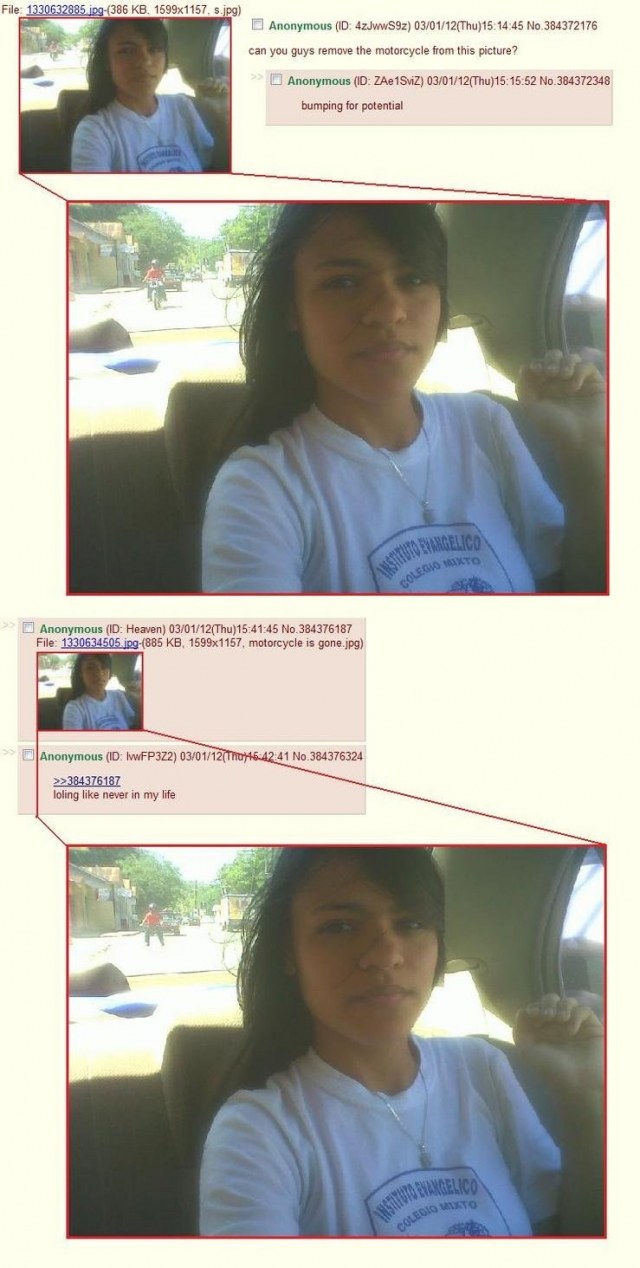 File: 1330632885.jpg-(386 KB, 1599x1157, s.jpg)
Anonymous (ID: 4zJwwS9z) 03/01/12(Thu)15:14:45 No.384372176
can you guys remove the motorcycle from this picture?
>> Anonymous (ID: ZAe1SviZ) 03/01/12(Thu)15:15:52 No.384372348
bumping for potential
INSTITUTO EVANGELICO
COLEGIO MIXTO
INSTITUTO EVANGELICO
>> Anonymous (ID: Heaven) 03/01/12(Thu)15:41:45 No.384376187
File: 1330634505.jpg-(885 KB, 1599x1157, motorcycle is gone.jpg)
>> Anonymous (ID: IvwFP3Z2) 03/01/12(Thu)15:42:41 No.384376324
>>384376187
loling like never in my life
INSTITUTO EVANGELICO
COLEGIO MIXTO